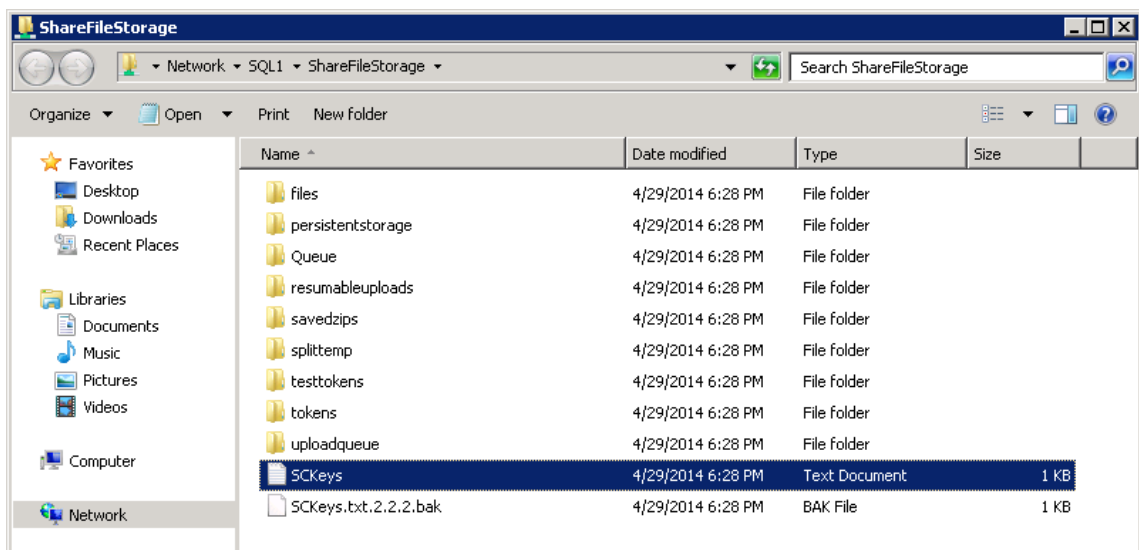 ShareFileStorage
Network SQL1 ShareFileStorage Search ShareFileStorage
Organize Open Print New folder
Name Date modified Type Size
Favorites
Desktop
Downloads
Recent Places
Libraries
Documents
Music
Pictures
Videos
Computer
Network
files 4/29/2014 6:28 PM File folder
persistentstorage 4/29/2014 6:28 PM File folder
Queue 4/29/2014 6:28 PM File folder
resumableuploads 4/29/2014 6:28 PM File folder
savedzips 4/29/2014 6:28 PM File folder
splittemp 4/29/2014 6:28 PM File folder
testtokens 4/29/2014 6:28 PM File folder
tokens 4/29/2014 6:28 PM File folder
uploadqueue 4/29/2014 6:28 PM File folder
SCKeys 4/29/2014 6:28 PM Text Document 1 KB
SCKeys.txt.2.2.2.bak 4/29/2014 6:28 PM BAK File 1 KB